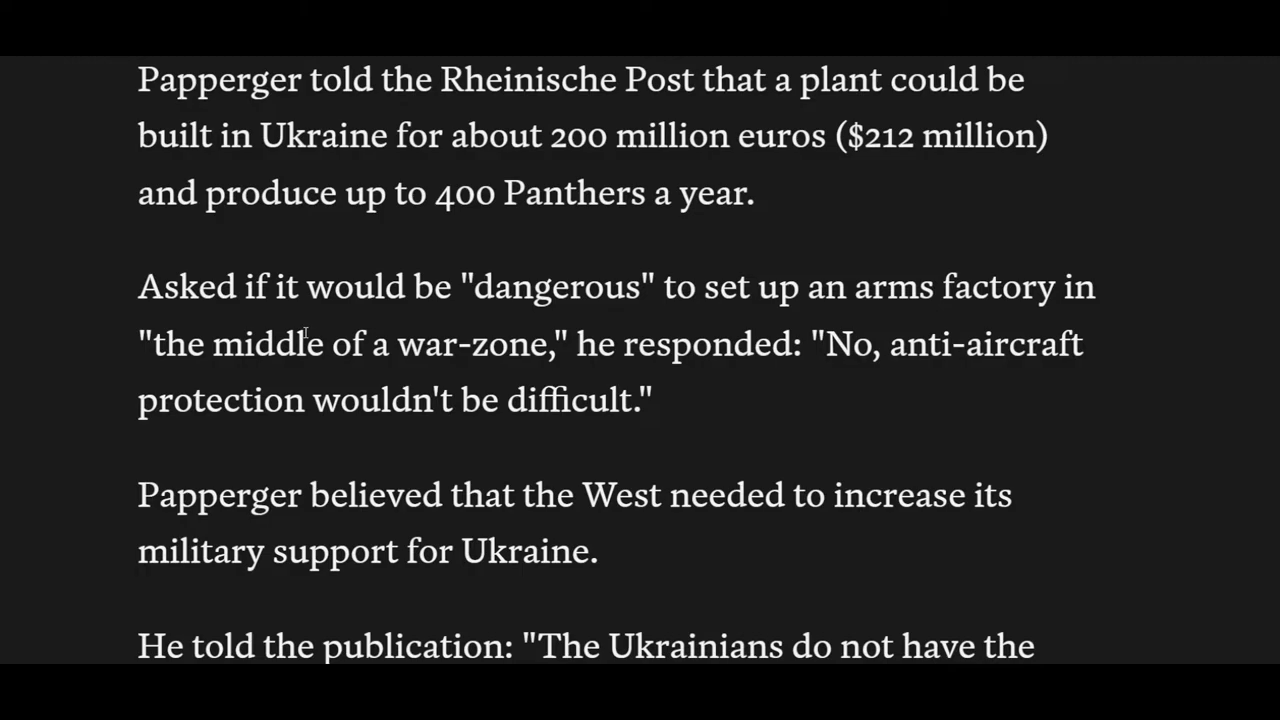 Papperger told the Rheinische Post that a plant could be
built in Ukraine for about 200 million euros ($212 million)
and produce up to 400 Panthers a year.
Asked if it would be "dangerous" to set up an arms factory in
"the middle of a war-zone," he responded: "No, anti-aircraft
protection wouldn't be difficult."
Papperger believed that the West needed to increase its
military support for Ukraine.
He told the publication: "The Ukrainians do not have the